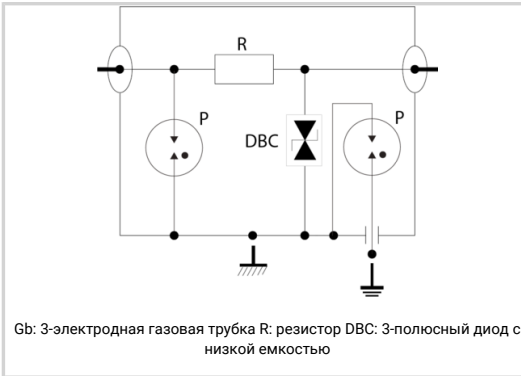 R
P
DBC
P
Gb: 3-электродная газовая трубка R: резистор DBC: 3-полюсный диод с
низкой емкостью